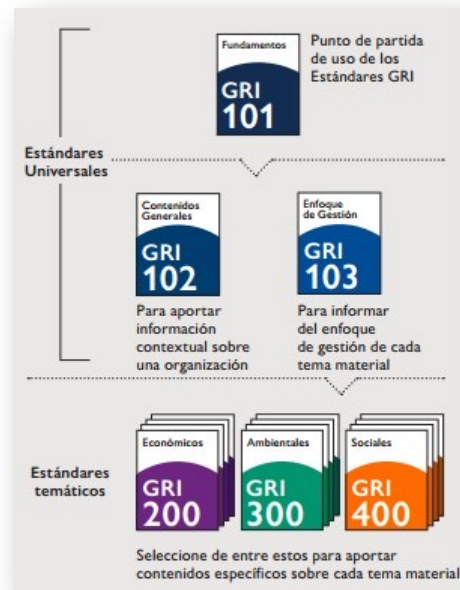 Fundamentos
GRI
101
Punto de partida
de uso de los
Estándares GRI
Estándares
Universales
Contenidos
Generales
GRI
102
Enfoque
de Gestión
GRI
103
Para aportar
información
contextual sobre
una organización
Para informar
del enfoque
de gestión de cada
tema material
Estándares
temáticos
Económicos
GRI
200
Ambientales
GRI
300
Sociales
GRI
400
Seleccione de entre estos para aportar
contenidos específicos sobre cada tema material